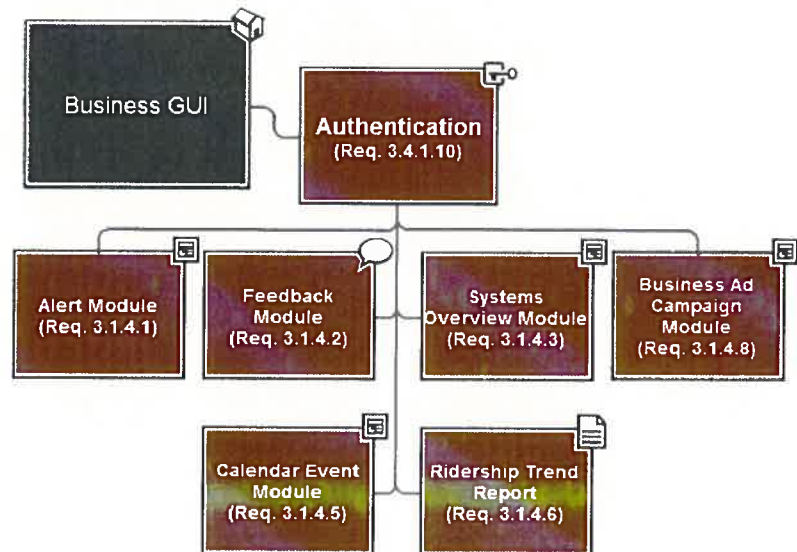 Business GUI
Authentication
(Req. 3.4.1.10)
Alert Module
(Req. 3.1.4.1)
Feedback
Module
(Req. 3.1.4.2)
Systems
Overview Module
(Req. 3.1.4.3)
Business Ad
Campaign
Module
(Req. 3.1.4.8)
Calendar Event
Module
(Req. 3.1.4.5)
Ridership Trend
Report
(Req. 3.1.4.6)